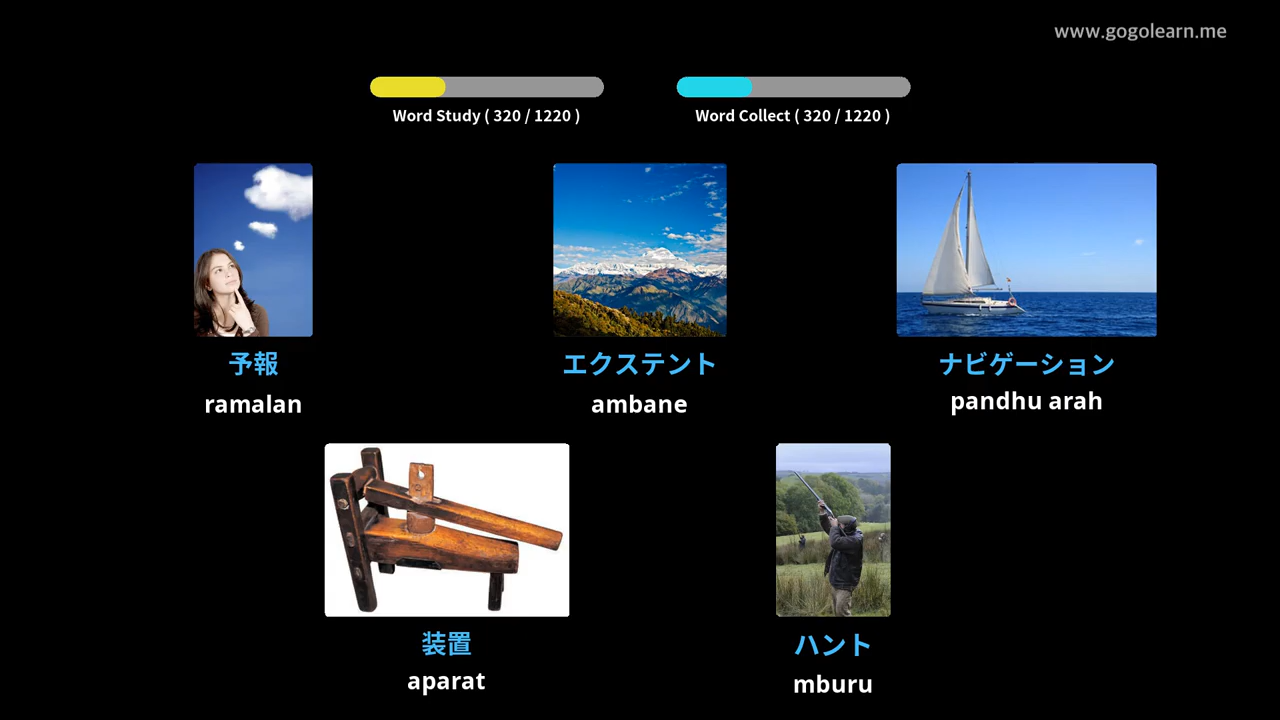 www.gogolearn.me
Word Study ( 320 / 1220 )
Word Collect ( 320 / 1220 )
予報
エクステント
ナビゲーション
ramalan
ambane
pandhu arah
装置
ハント
aparat
mburu